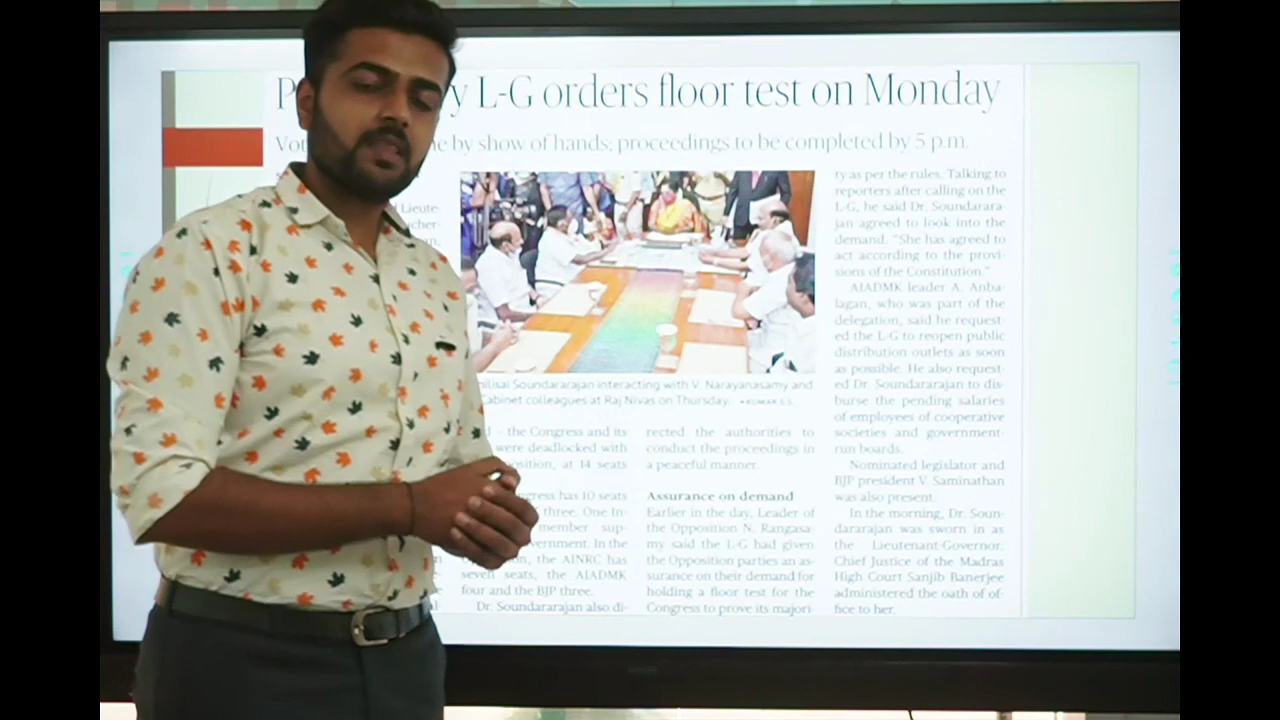 P y L-G orders floor test on Monday
Vot e by show of hands; proceedings to be completed by 5 p.m.
Lieute-
cher-
ilisai Soundararajan interacting with V. Narayanasamy and
Cabinet colleagues at Raj Nivas on Thursday. • KUMAR S.S.
d – the Congress and its
were deadlocked with
osition, at 14 seats
gress has 10 seats
three. One In-
member sup-
vernment. In the
on, the AINRC has
seven seats, the AIADMK
four and the BJP three.
Dr. Soundararajan also di-
rected the authorities to
conduct the proceedings in
a peaceful manner.
Assurance on demand
Earlier in the day, Leader of
the Opposition N. Rangasa-
my said the L-G had given
the Opposition parties an as-
surance on their demand for
holding a floor test for the
Congress to prove its majori-
ty as per the rules. Talking to
reporters after calling on the
L-G, he said Dr. Soundarara-
jan agreed to look into the
demand. “She has agreed to
act according to the provi-
sions of the Constitution.”
AIADMK leader A. Anba-
lagan, who was part of the
delegation, said he request-
ed the L-G to reopen public
distribution outlets as soon
as possible. He also request-
ed Dr. Soundararajan to dis-
burse the pending salaries
of employees of cooperative
societies and government-
run boards.
Nominated legislator and
BJP president V. Saminathan
was also present.
In the morning, Dr. Soun-
dararajan was sworn in as
the Lieutenant-Governor.
Chief Justice of the Madras
High Court Sanjib Banerjee
administered the oath of of-
fice to her.